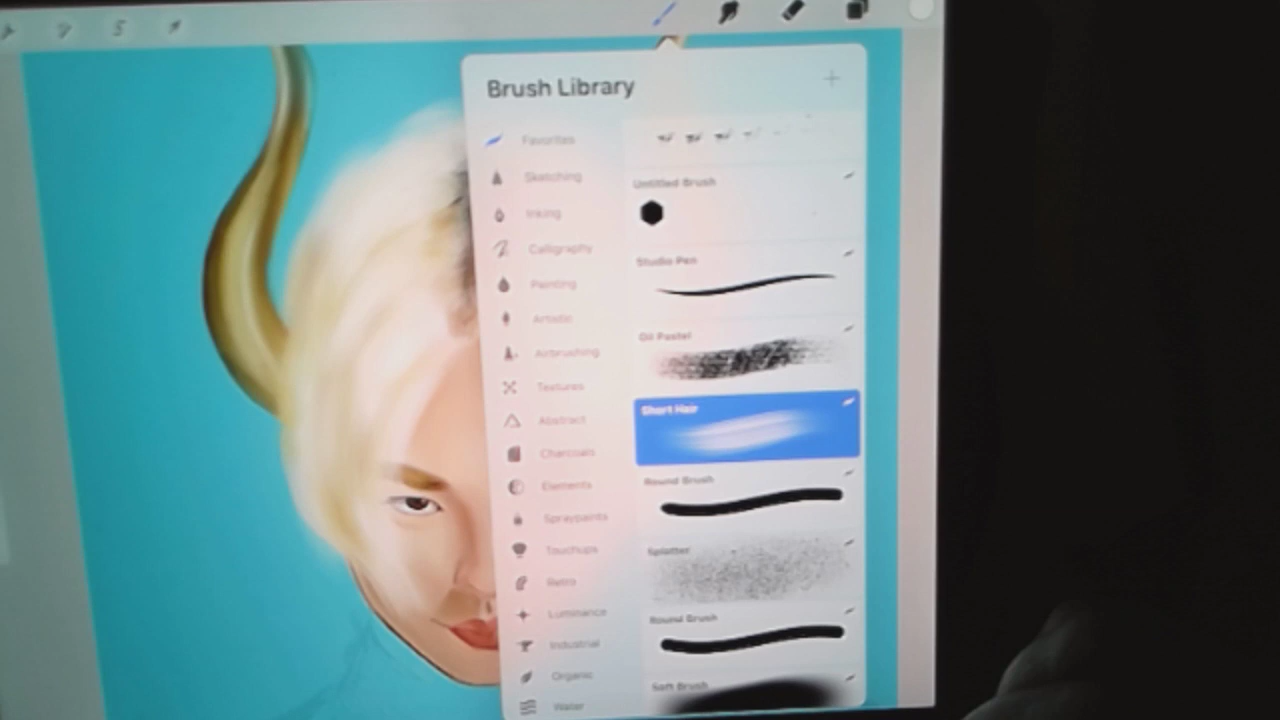 Brush Library
Favorites
Sketching
Inking
Calligraphy
Painting
Artistic
Airbrushing
Textures
Abstract
Charcoals
Elements
Spraypaints
Touchups
Retro
Luminance
Industrial
Organic
Water
Untitled Brush
Studio Pen
Oil Pastel
Short Hair
Round Brush
Splatter
Round Brush
Soft Brush